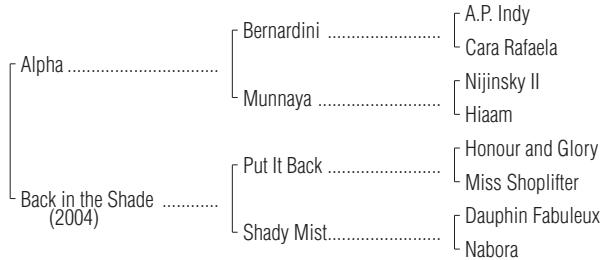 A.P. Indy
Bernardini ........................
Cara Rafaela
Alpha ................................
Nijinsky II
Munnaya ..........................
Hiaam
Honour and Glory
Put It Back ........................
Miss Shoplifter
Back in the Shade ............
(2004)
Dauphin Fabuleux
Shady Mist........................
Nabora